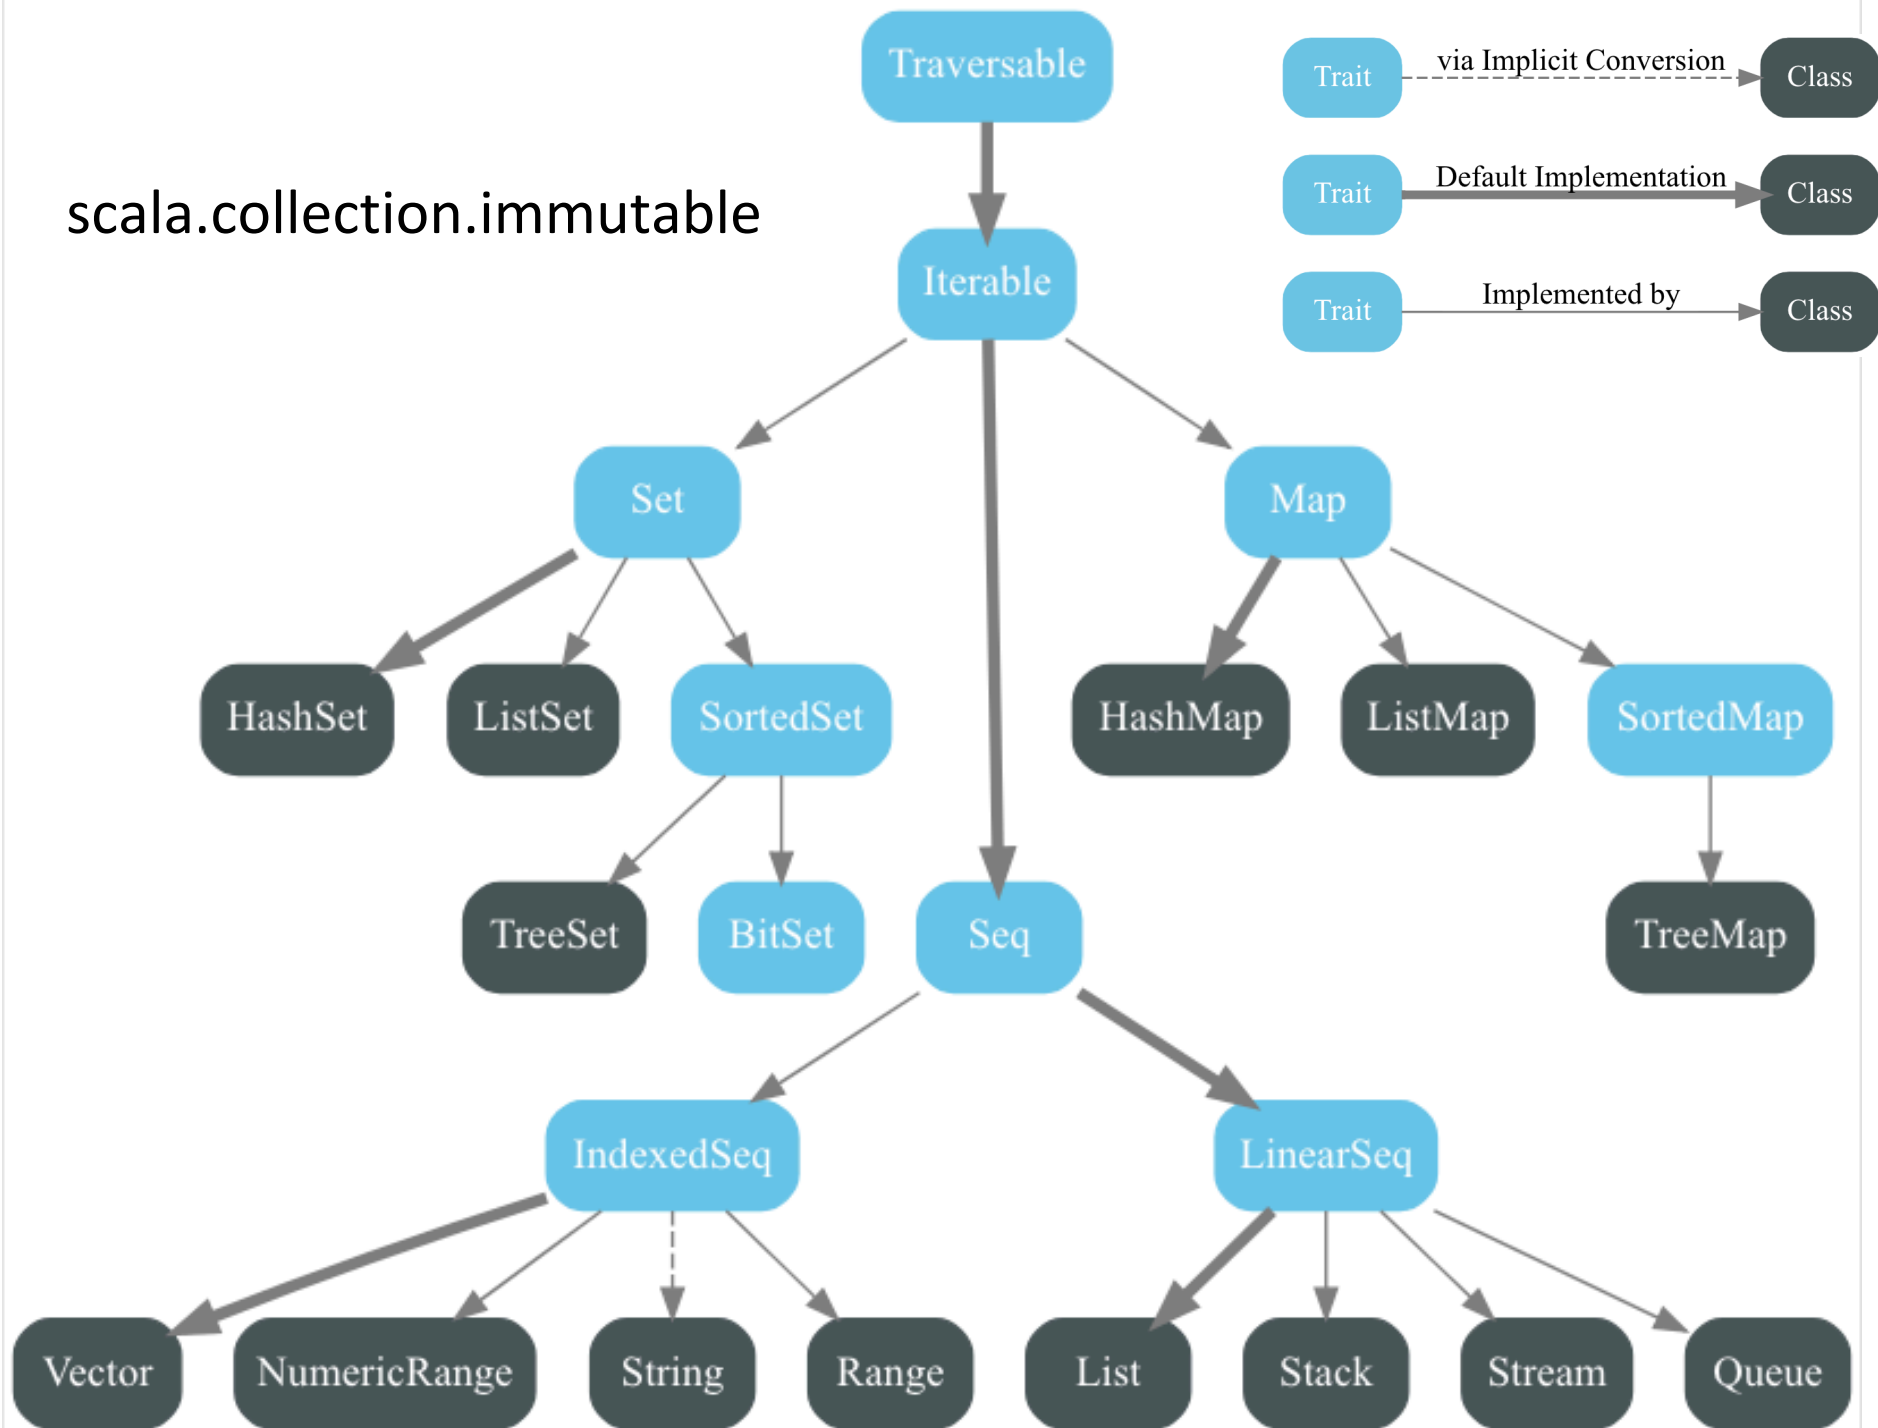 Traversable
via Implicit Conversion
Trait
Class
Default Implementation
Trait
Class
scala.collection.immutable
Iterable
Implemented by
Trait
Class
Set
Map
HashSet
ListSet
SortedSet
HashMap
ListMap
SortedMap
TreeSet
BitSet
Seq
TreeMap
IndexedSeq
LinearSeq
Vector
NumericRange
String
Range
List
Stack
Stream
Queue